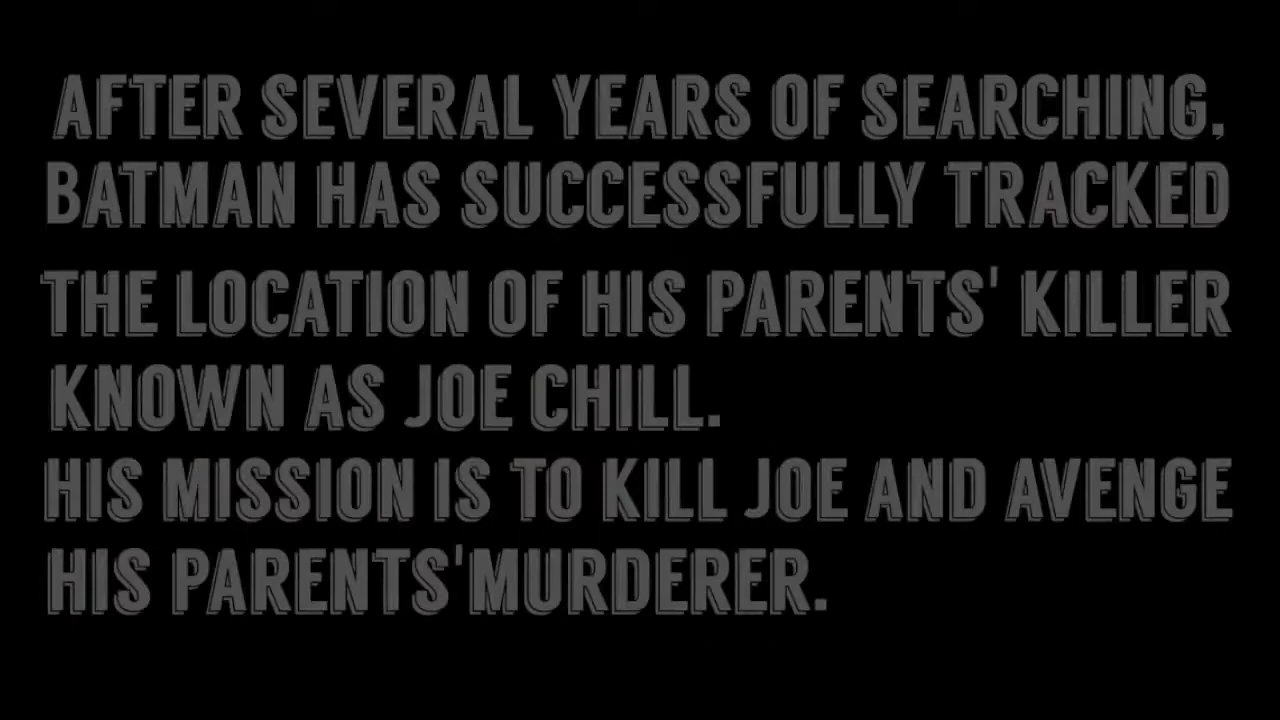 AFTER SEVERAL YEARS OF SEARCHING,
BATMAN HAS SUCCESSFULLY TRACKED
THE LOCATION OF HIS PARENTS' KILLER
KNOWN AS JOE CHILL.
HIS MISSION IS TO KILL JOE AND AVENGE
HIS PARENTS'MURDERER.